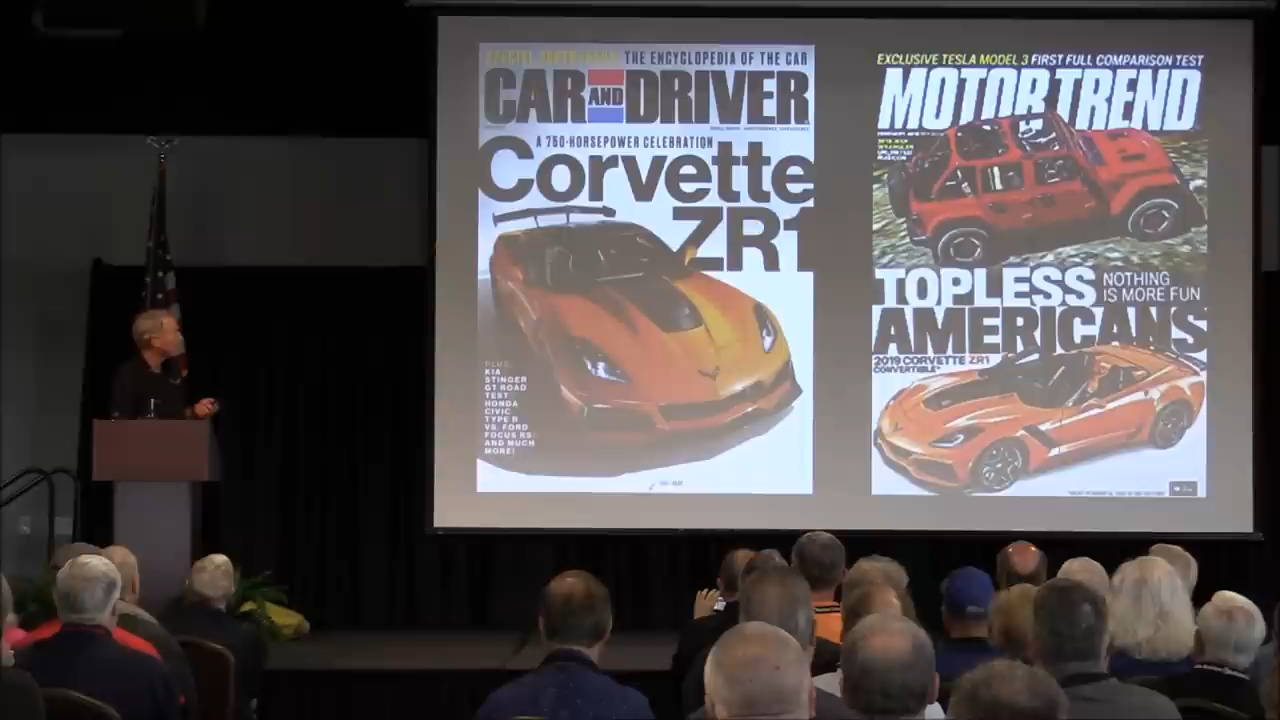 THE ENCYCLOPEDIA OF THE CAR
CAR AND DRIVER
A 750-HORSEPOWER CELEBRATION
Corvette
ZR1
PLUS
KIA
STINGER
GT ROAD
TEST
HONDA
CIVIC
TYPE R
VS. FORD
FOCUS RS
AND MUCH
MORE!
EXCLUSIVE TESLA MODEL 3 FIRST FULL COMPARISON TEST
MOTOR TREND
TOPLESS
NOTHING
IS MORE FUN
AMERICANS
2019 CORVETTE ZR1
CONVERTIBLE